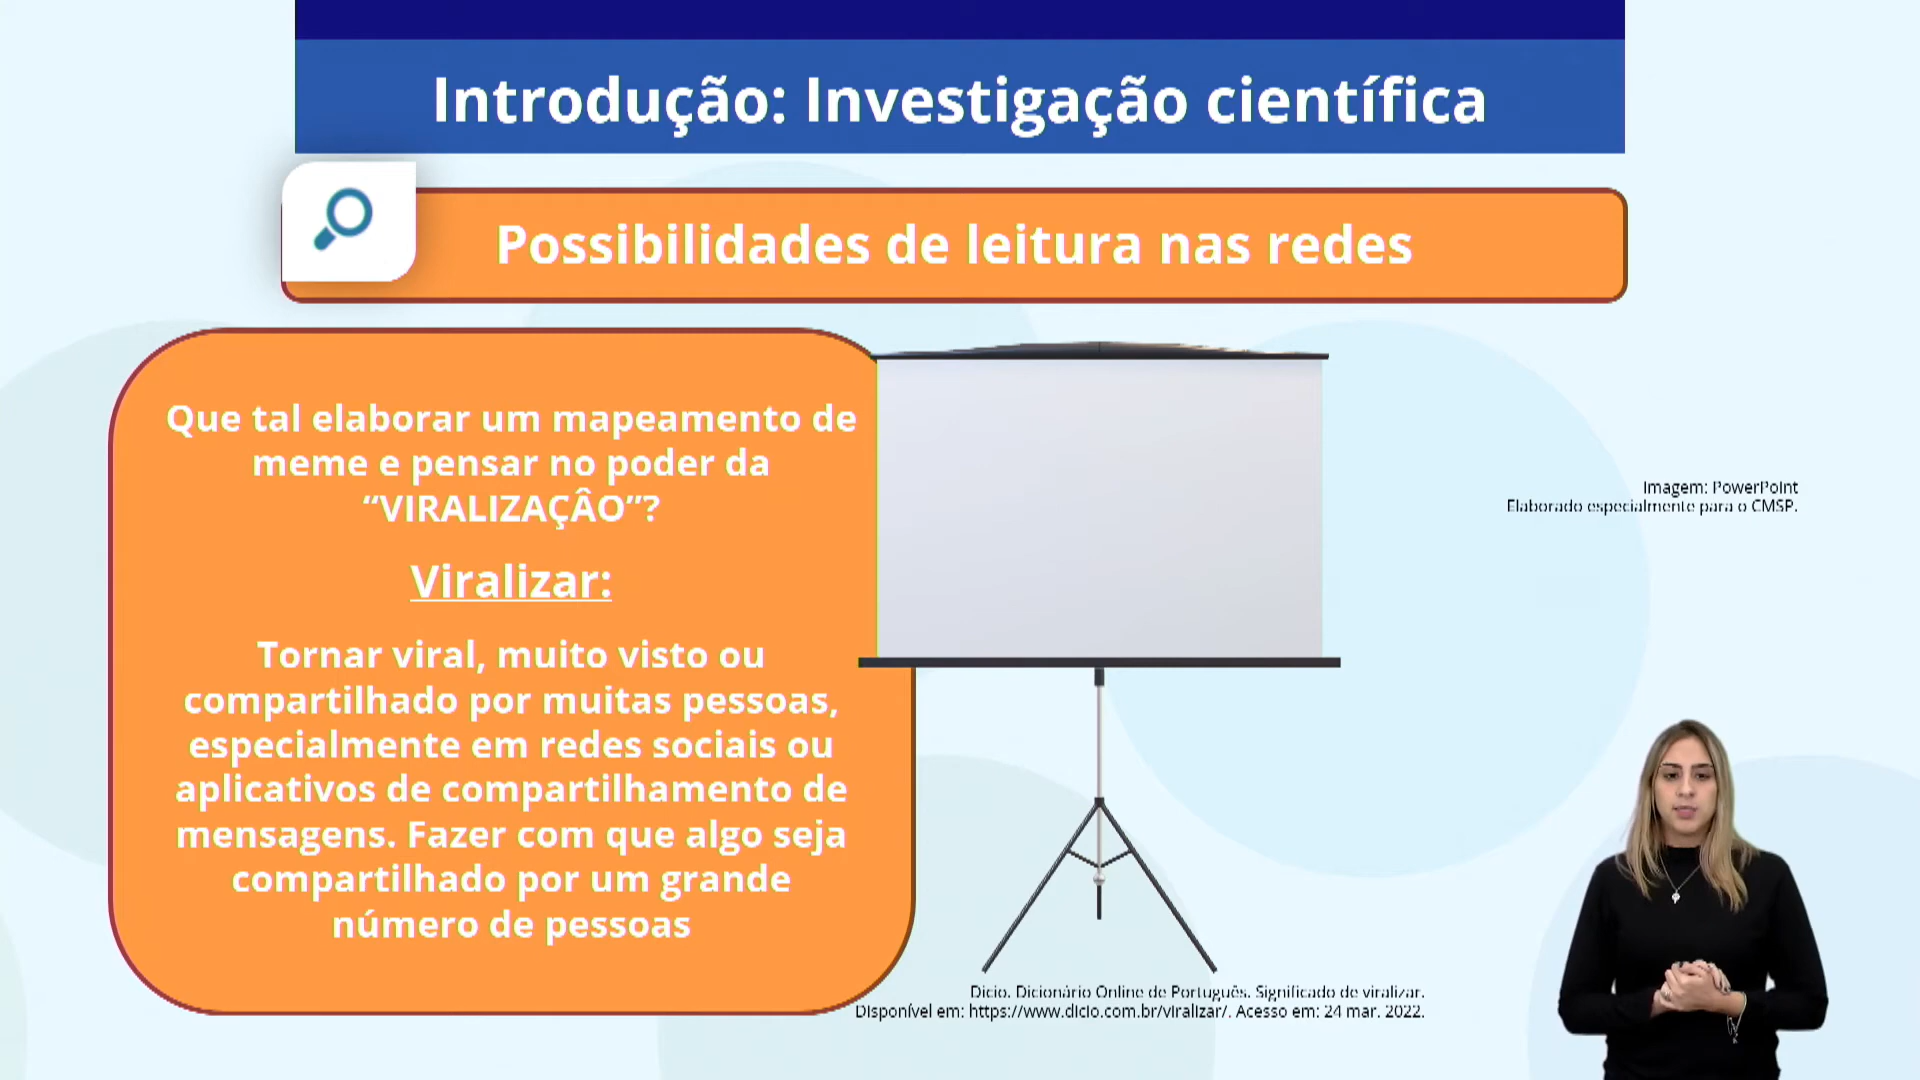 Introdução: Investigação científica
Possibilidades de leitura nas redes
Que tal elaborar um mapeamento de
meme e pensar no poder da
“VIRALIZAÇÂO”?
Viralizar:
Tornar viral, muito visto ou
compartilhado por muitas pessoas,
especialmente em redes sociais ou
aplicativos de compartilhamento de
mensagens. Fazer com que algo seja
compartilhado por um grande
número de pessoas
Imagem: PowerPoint
Elaborado especialmente para o CMSP.
Dicio. Dicionário Online de Português. Significado de viralizar.
Disponível em: https://www.dicio.com.br/viralizar/. Acesso em: 24 mar. 2022.